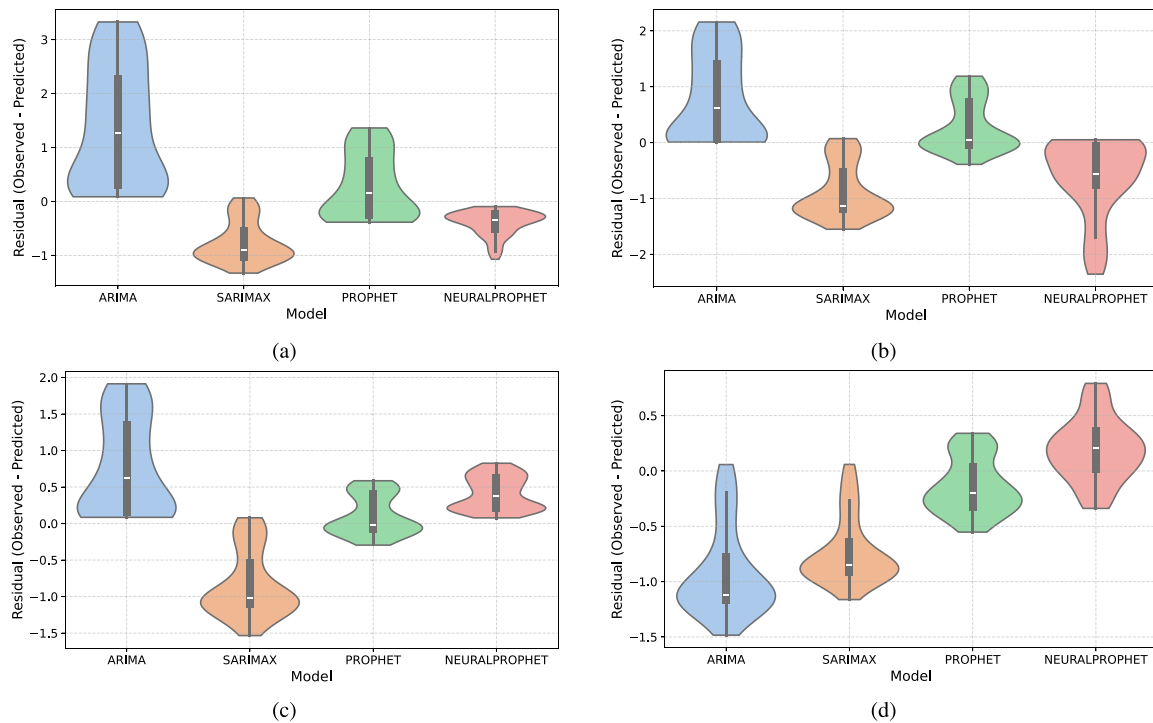 Residual (Observed - Predicted)
3
2
1
0
−1
ARIMA SARIMAX PROPHET NEURALPROPHET
Model
(a)
Residual (Observed - Predicted)
2
1
0
−1
−2
ARIMA SARIMAX PROPHET NEURALPROPHET
Model
(b)
Residual (Observed - Predicted)
2.0
1.5
1.0
0.5
0.0
−0.5
−1.0
−1.5
ARIMA SARIMAX PROPHET NEURALPROPHET
Model
(c)
Residual (Observed - Predicted)
0.5
0.0
−0.5
−1.0
−1.5
ARIMA SARIMAX PROPHET NEURALPROPHET
Model
(d)